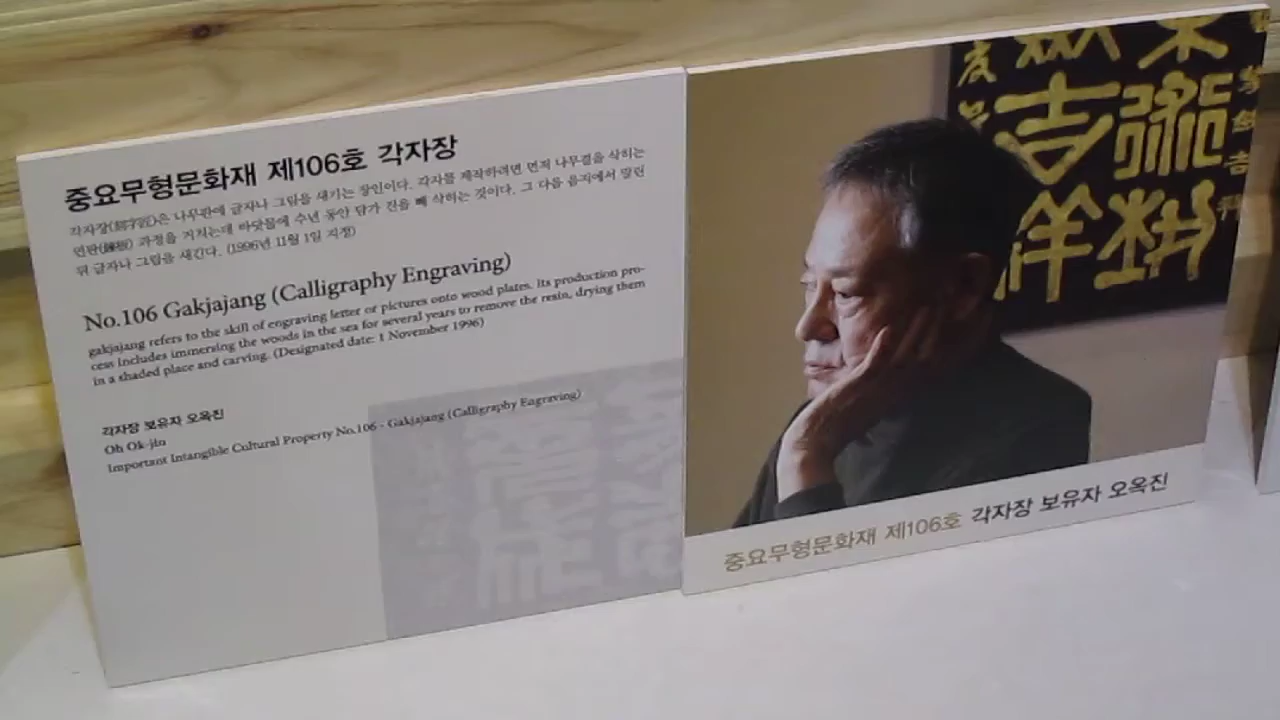 중요무형문화재 제106호 각자장
각자장(刻字匠)은 나무판에 글자나 그림을 새기는 장인이다. 각자를 제작하려면 먼저 나무결을 삭히는
연판(鍊板) 과정을 거치는데 바닷물에 수년 동안 담가 진을 빼 삭히는 것이다. 그 다음 음지에서 말린
뒤 글자나 그림을 새긴다. (1996년 11월 1일 지정)
No.106 Gakjajang (Calligraphy Engraving)
gakjajang refers to the skill of engraving letter or pictures onto wood plates. Its production pro-
cess includes immersing the woods in the sea for several years to remove the resin, drying them
in a shaded place and carving. (Designated date: 1 November 1996)
각자장 보유자 오옥진
Oh Ok-jin
Important Intangible Cultural Property No.106 - Gakjajang (Calligraphy Engraving)
吉
祥
중요무형문화재 제106호 각자장 보유자 오옥진